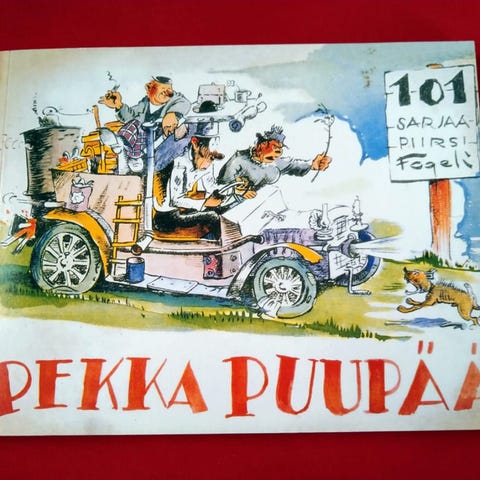 101
SARJAA-
PIIRSI-
Fogeli
PEKKA PUUPÄÄ